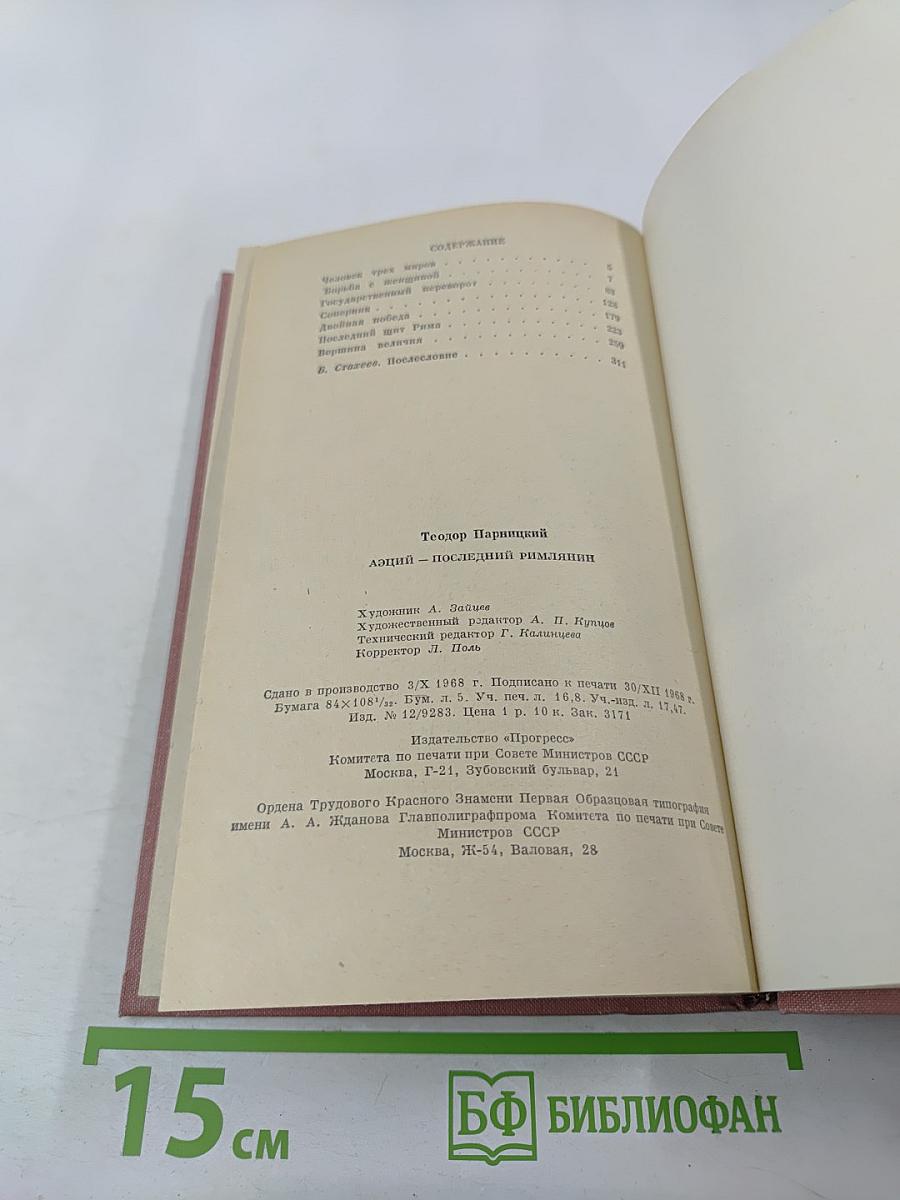 СОДЕРЖАНИЕ
Человек трех миров . . . . . . . . . . 5
Борьба с женщиной . . . . . . . . . . 7
Государственный переворот . . . . . . . . . . 63
Соперник . . . . . . . . . . 128
Двойная победа . . . . . . . . . . 179
Последний щит Рима . . . . . . . . . . 223
Вершина величия . . . . . . . . . . 259
В. Стахеев. Послесловие . . . . . . . . . . 311
Теодор Парницкий
АЭЦИЙ — ПОСЛЕДНИЙ РИМЛЯНИН
Художник А. Зайцев
Художественный редактор А. П. Купцов
Технический редактор Г. Калинцева
Корректор Л. Поль
Сдано в производство 3/X 1968 г. Подписано к печати 30/XII 1968 г.
Бумага 84×108¹/₃₂. Бум. л. 5. Уч. печ. л. 16,8. Уч.-изд. л. 17,47.
Изд. № 12/9283. Цена 1 р. 10 к. Зак. 3171
Издательство «Прогресс»
Комитета по печати при Совете Министров СССР
Москва, Г-21, Зубовский бульвар, 21
Ордена Трудового Красного Знамени Первая Образцовая типография
имени А. А. Жданова Главполиграфпрома Комитета по печати при Совете
Министров СССР
Москва, Ж-54, Валовая, 28
15 см
БФ БИБЛИОФАН